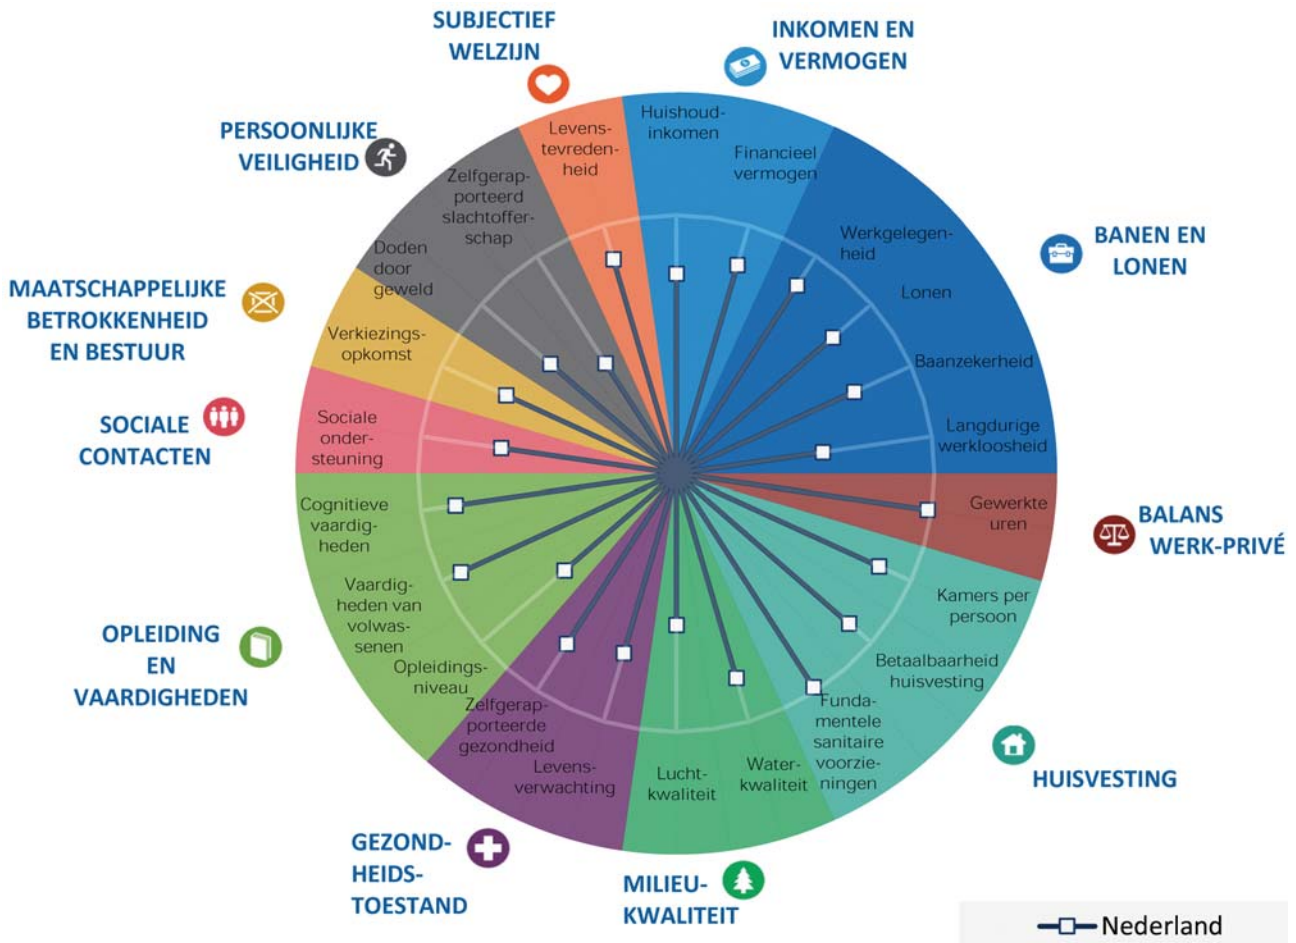 SUBJECTIEF
WELZIJN
INKOMEN EN
VERMOGEN
PERSOONLIJKE
VEILIGHEID
BANEN EN
LONEN
MAATSCHAPPELIJKE
BETROKKENHEID
EN BESTUUR
SOCIALE
CONTACTEN
BALANS
WERK-PRIVÉ
OPLEIDING
EN
VAARDIGHEDEN
HUISVESTING
GEZOND-
HEIDS-
TOESTAND
MILIEU-
KWALITEIT
Levens-
tevreden-
heid
Huishoud-
inkomen
Financieel
vermogen
Werkgelegen-
heid
Lonen
Baanzekerheid
Langdurige
werkloosheid
Gewerkte
uren
Kamers per
persoon
Betaalbaarheid
huisvesting
Funda-
mentele
sanitaire
voorzie-
ningen
Water-
kwaliteit
Lucht-
kwaliteit
Levens-
verwachting
Zelfgerap-
porteerde
gezondheid
Opleidings-
niveau
Vaardig-
heden van
volwas-
senen
Cognitieve
vaardig-
heden
Sociale
onder-
steuning
Verkiezings-
opkomst
Doden
door
geweld
Zelfgerap-
porteerd
slachtoffer-
schap
Nederland